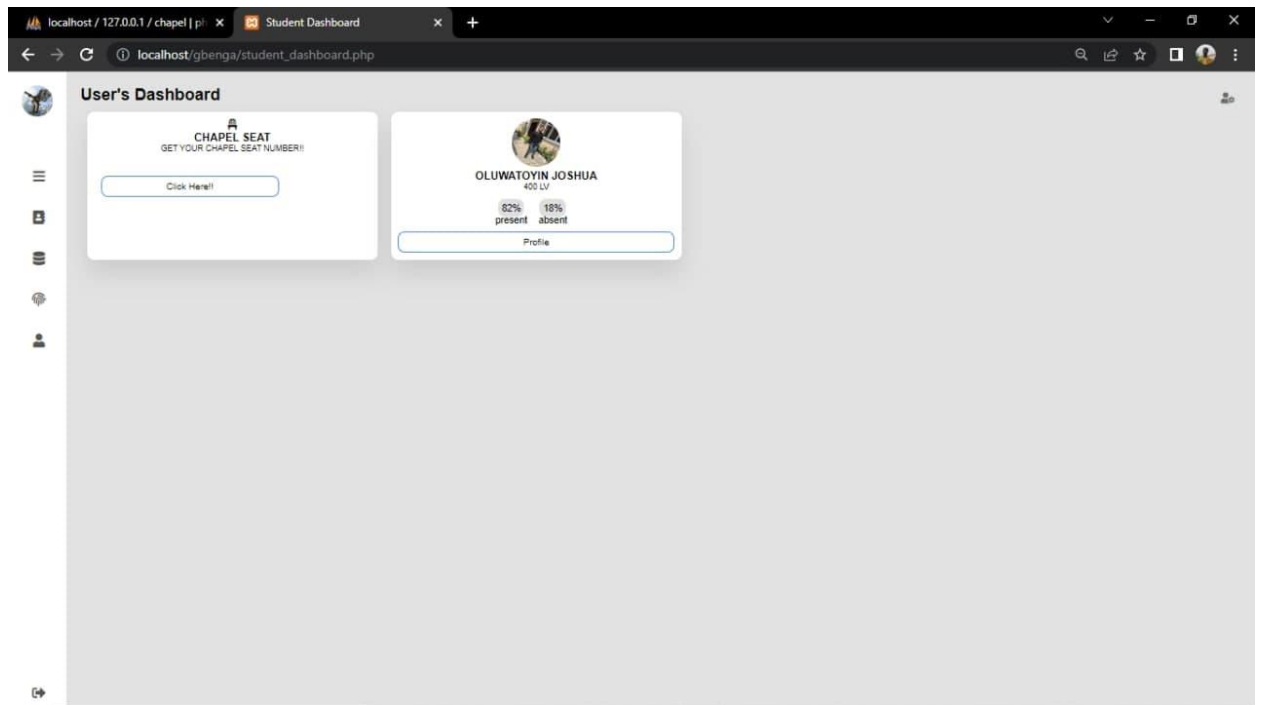 localhost / 127.0.0.1 / chapel | ph
Student Dashboard
localhost/gbenga/student_dashboard.php
User's Dashboard
CHAPEL SEAT
GET YOUR CHAPEL SEAT NUMBER!!
Click Here!!
OLUWATOYIN JOSHUA
400 LV
82% 18%
present absent
Profile